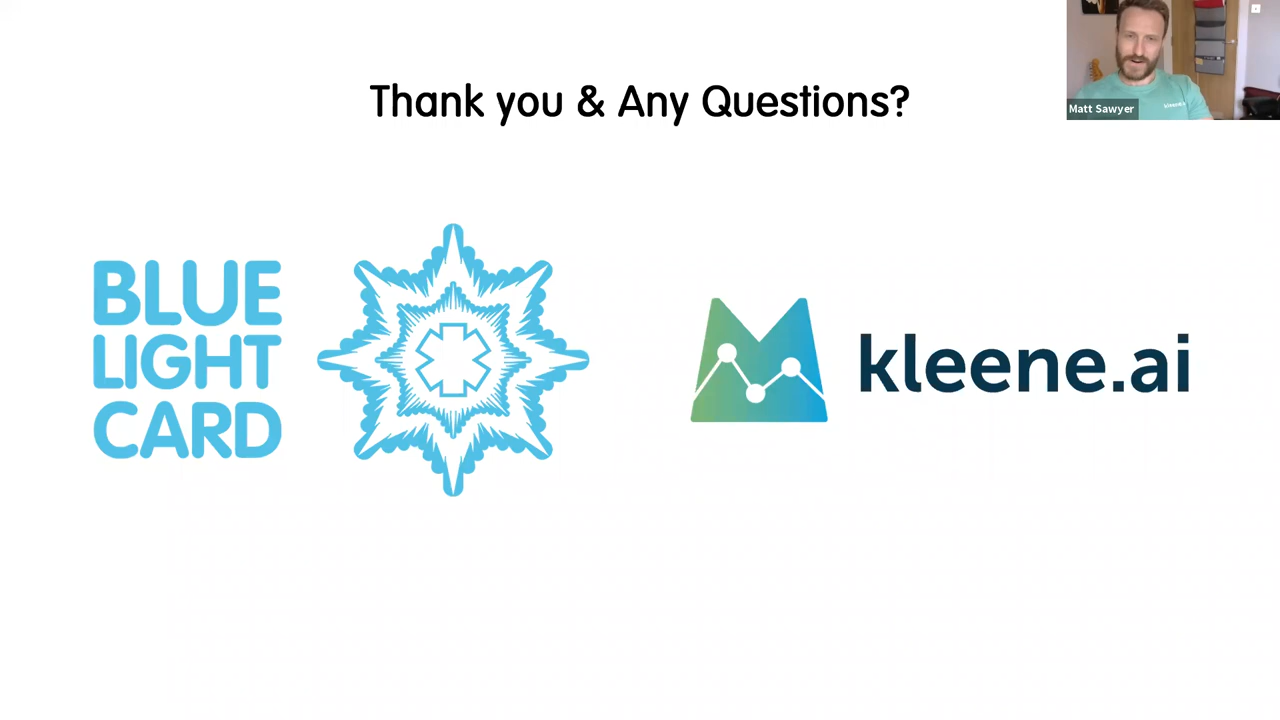 Thank you & Any Questions?
Matt Sawyer
BLUE
LIGHT
CARD
kleene.ai